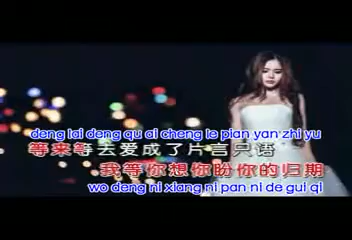 deng lai deng qu ai cheng le pian yan zhi yu
等来等去爱成了片言只语
我等你想你盼你的归期
wo deng ni xiang ni pan ni de gui qi